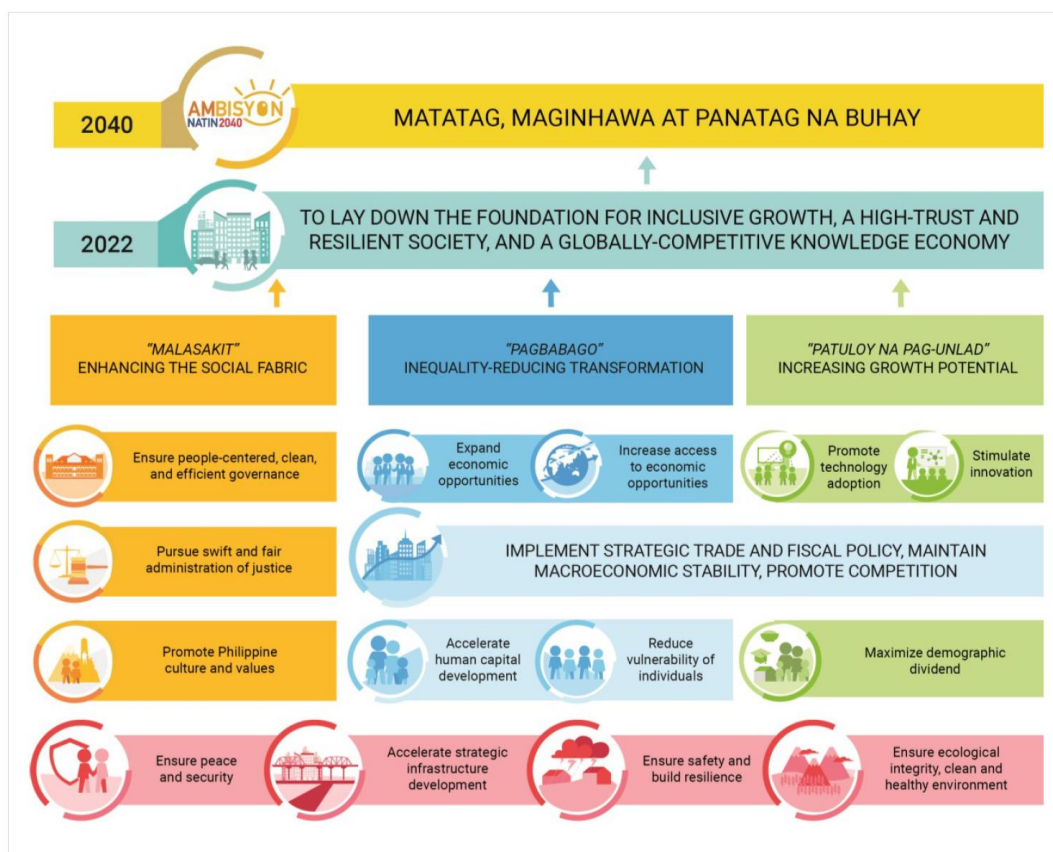 2040
AMBISYON
NATIN 2040
MATATAG, MAGINHAWA AT PANATAG NA BUHAY
2022
TO LAY DOWN THE FOUNDATION FOR INCLUSIVE GROWTH, A HIGH-TRUST AND
RESILIENT SOCIETY, AND A GLOBALLY-COMPETITIVE KNOWLEDGE ECONOMY
"MALASAKIT"
ENHANCING THE SOCIAL FABRIC
"PAGBABAGO"
INEQUALITY-REDUCING TRANSFORMATION
"PATULOY NA PAG-UNLAD"
INCREASING GROWTH POTENTIAL
Ensure people-centered, clean,
and efficient governance
Expand
economic
opportunities
Increase access
to economic
opportunities
Promote
technology
adoption
Stimulate
innovation
Pursue swift and fair
administration of justice
IMPLEMENT STRATEGIC TRADE AND FISCAL POLICY, MAINTAIN
MACROECONOMIC STABILITY, PROMOTE COMPETITION
Promote Philippine
culture and values
Accelerate
human capital
development
Reduce
vulnerability of
individuals
Maximize demographic
dividend
Ensure peace
and security
Accelerate strategic
infrastructure
development
Ensure safety and
build resilience
Ensure ecological
integrity, clean and
healthy environment